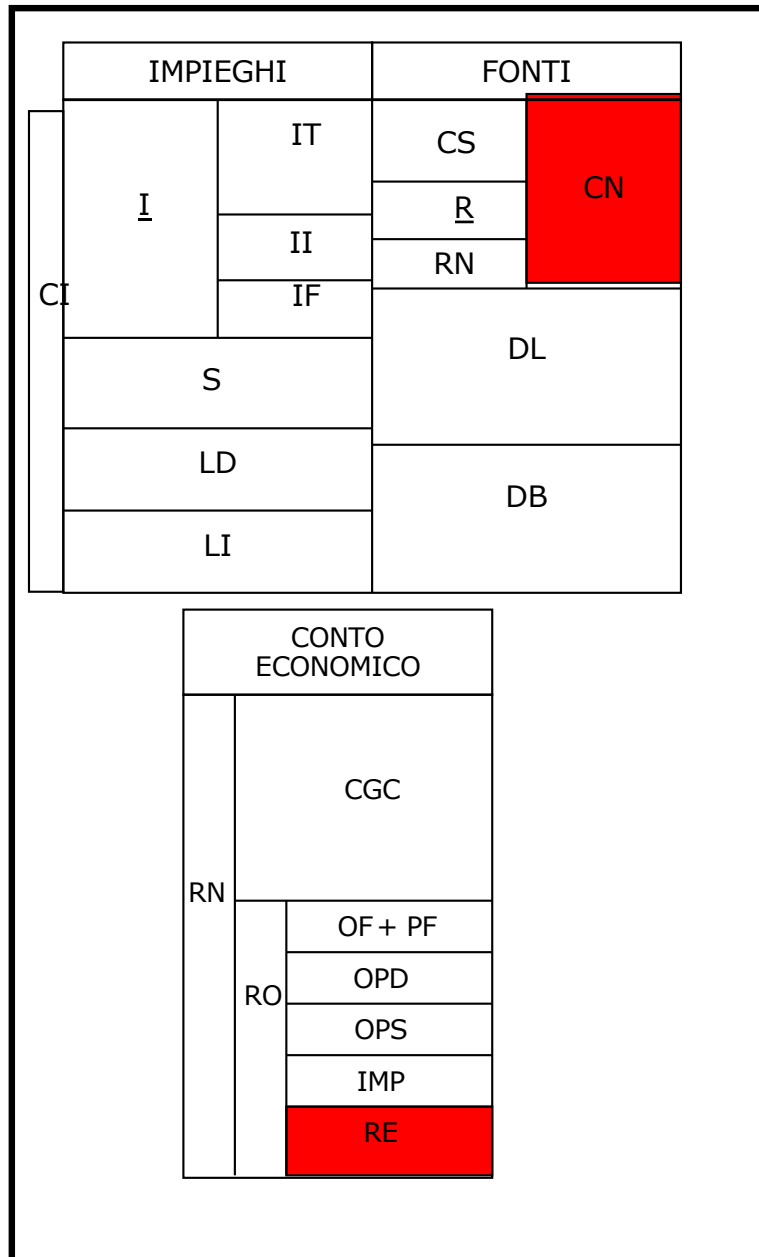 IMPIEGHI FONTI
IT
CS
CN
I
R
II
RN
CI
IF
DL
S
LD
DB
LI
CONTO
ECONOMICO
CGC
RN
OF + PF
OPD
RO
OPS
IMP
RE